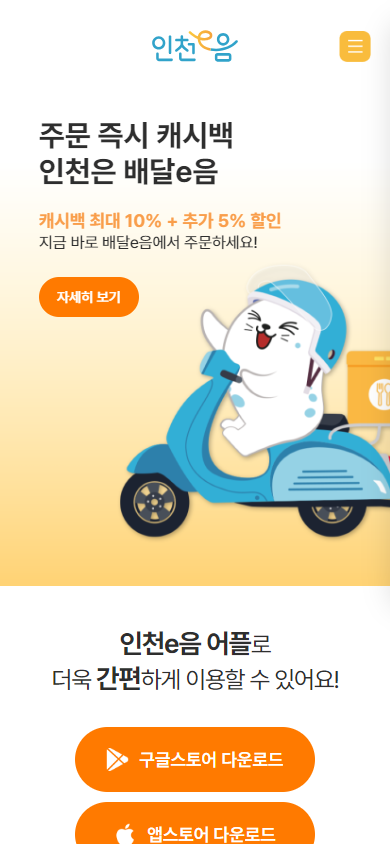 인천e음
주문 즉시 캐시백
인천은 배달e음
캐시백 최대 10% + 추가 5% 할인
지금 바로 배달e음에서 주문하세요!
자세히 보기
인천e음 어플로
더욱 간편하게 이용할 수 있어요!
구글스토어 다운로드
앱스토어 다운로드